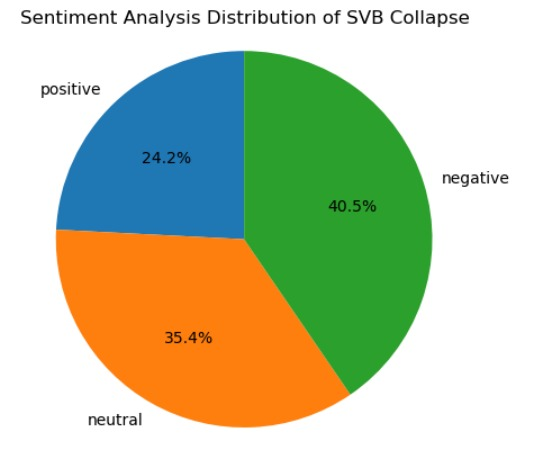 Sentiment Analysis Distribution of SVB Collapse
positive
24.2%
negative
40.5%
35.4%
neutral